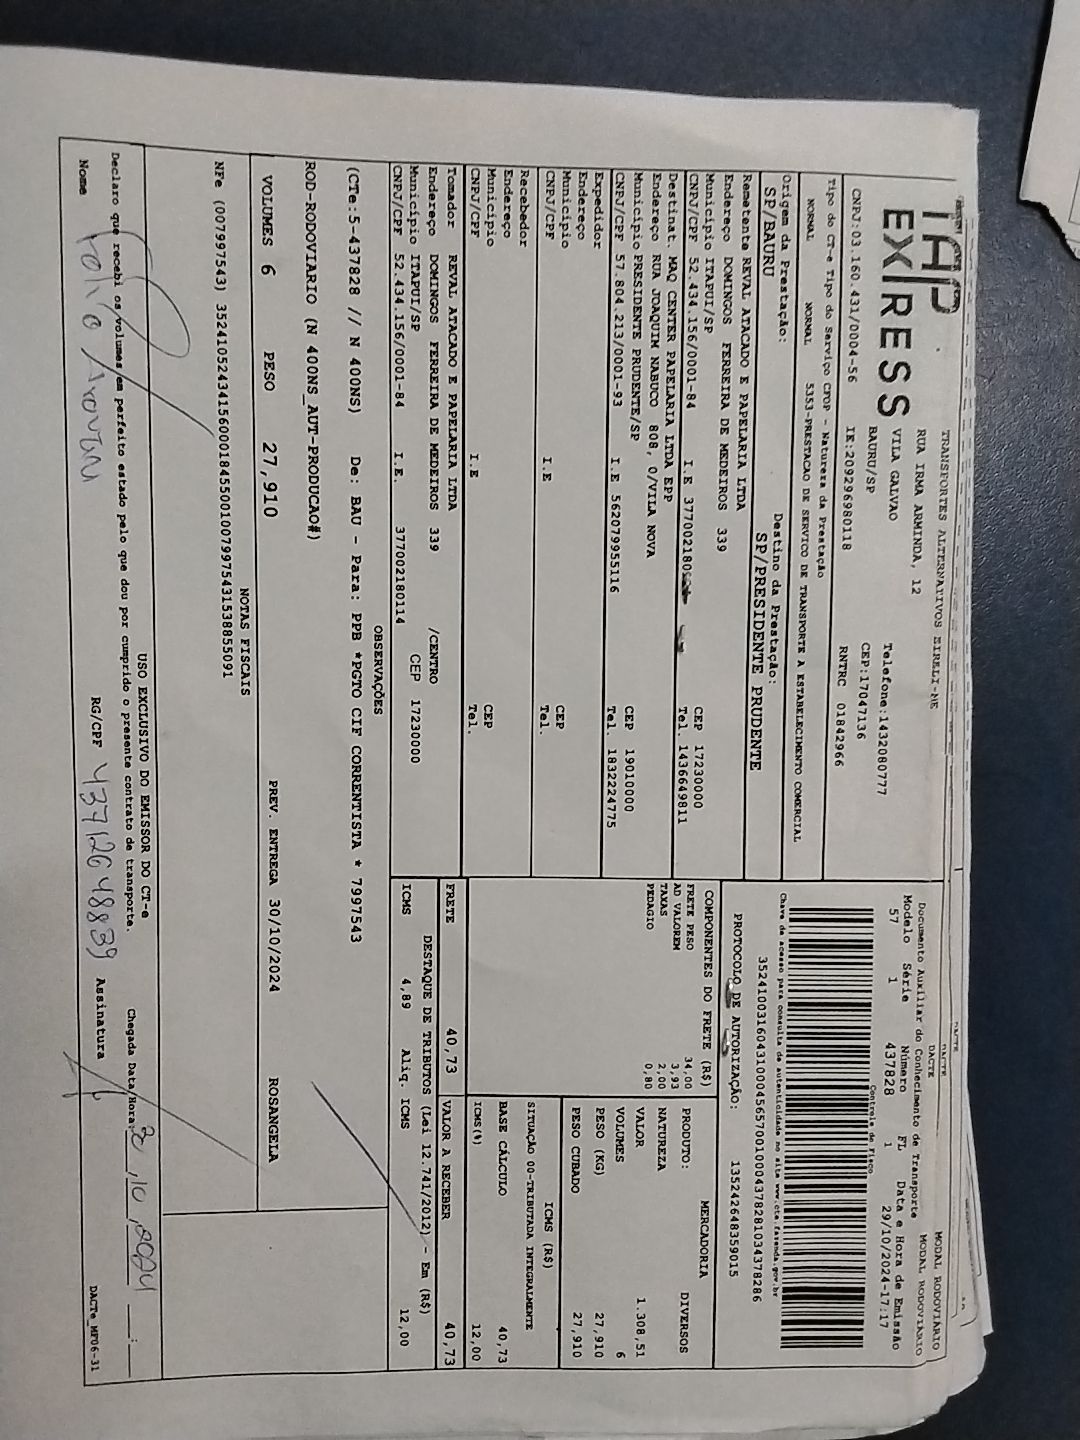 TAP EXPRESS
TRANSPORTES ALTERNATIVOS EIRELI-ME
RUA IRMA ARMINDA, 12
VILA GALVAO
BAURU/SP
Telefone:1432080777
CEP:17047136
CNPJ:03.160.431/0004-56 IE:209296980118 RNTRC 01842966
Tipo do CT-e Tipo do Serviço CFOP - Natureza da Prestação
NORMAL NORMAL 5353-PRESTACAO DE SERVICO DE TRANSPORTE A ESTABELECIMENTO COMERCIAL
Origem da Prestação: Destino da Prestação:
SP/BAURU SP/PRESIDENTE PRUDENTE
Remetente REVAL ATACADO E PAPELARIA LTDA
Endereço DOMINGOS FERREIRA DE MEDEIROS 339
Município ITAPUI/SP CEP 17230000
CNPJ/CPF 52.434.156/0001-84 I.E 377002180 Tel. 1436649811
Destinat. MAQ CENTER PAPELARIA LTDA EPP
Endereço RUA JOAQUIM NABUCO 808, 0/VILA NOVA
Município PRESIDENTE PRUDENTE/SP CEP 19010000
CNPJ/CPF 57.804.213/0001-93 I.E 562079955116 Tel. 1832224775
Expedidor
Endereço
Município CEP
CNPJ/CPF I.E Tel.
Recebedor
Endereço
Município CEP
CNPJ/CPF I.E Tel.
Tomador REVAL ATACADO E PAPELARIA LTDA
Endereço DOMINGOS FERREIRA DE MEDEIROS 339 /CENTRO
Município ITAPUI/SP CEP 17230000
CNPJ/CPF 52.434.156/0001-84 I.E. 377002180114
DACTE
DACTE
DACTE
MODAL RODOVIÁRIO
MODAL RODOVIÁRIO
Documento Auxiliar do Conhecimento de Transporte
Modelo Série Número FL Data e Hora de Emissão
57 1 437828 1 29/10/2024-17:17
Controle do Fisco
Chave de acesso para consulta de autenticidade no site www.cte.fazenda.gov.br
35241003160431000456570010004378281034378286
PROTOCOLO DE AUTORIZAÇÃO: 135242648359015
COMPONENTES DO FRETE (R$)
FRETE PESO 34,00
AD VALOREM 3,93
TAXAS 2,00
PEDAGIO 0,80
MERCADORIA
PRODUTO: DIVERSOS
NATUREZA
VALOR 1.308,51
VOLUMES 6
PESO (KG) 27,910
PESO CUBADO 27,910
ICMS (R$)
SITUAÇÃO 00-TRIBUTADA INTEGRALMENTE
BASE CÁLCULO 40,73
ICMS(%) 12,00
FRETE 40,73 VALOR A RECEBER 40,73
DESTAQUE DE TRIBUTOS (Lei 12.741/2012) - Em (R$)
ICMS 4,89 Aliq. ICMS 12,00
OBSERVAÇÕES
(CTe:5-437828 // N 400NS) De: BAU - Para: PPB *PGTO CIF CORRENTISTA * 7997543
ROD-RODOVIARIO (N 400NS_AUT-PRODUCAO#)
VOLUMES 6 PESO 27,910 PREV. ENTREGA 30/10/2024 ROSANGELA
NOTAS FISCAIS
NFe (007997543) 35241052434156000184550010079975431538855091
USO EXCLUSIVO DO EMISSOR DO CT-e
Declaro que recebi os volumes em perfeito estado pelo que dou por cumprido o presente contrato de transporte. Chegada Data/Hora: 30,10,2024 __:__
Nome RG/CPF 43712648839 Assinatura
DACTe_MF06-31